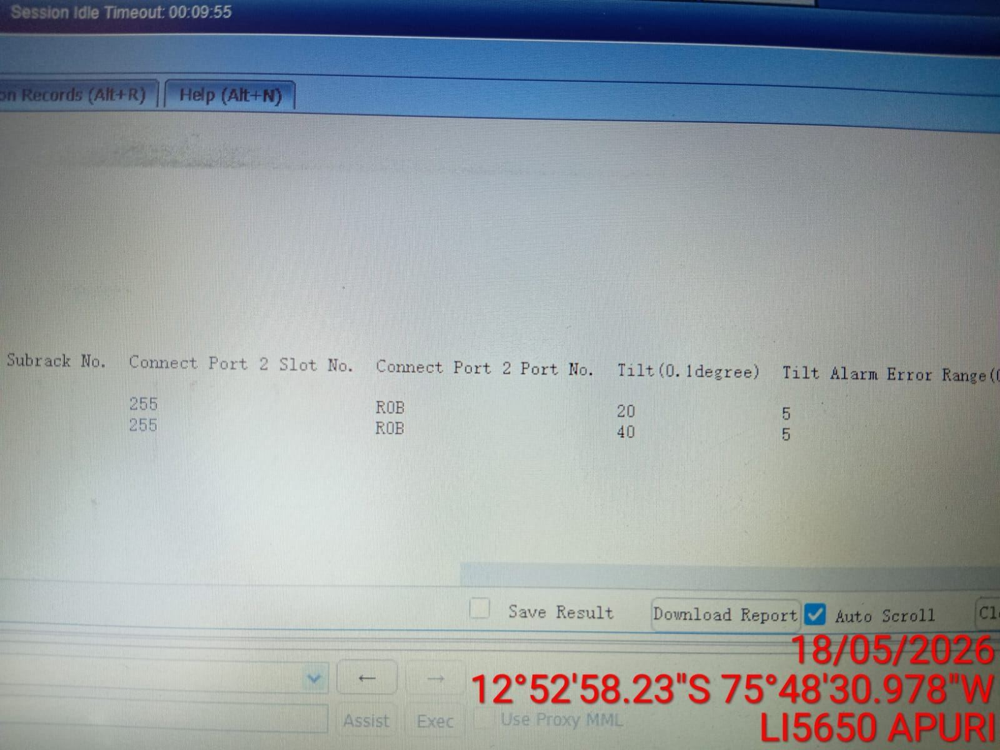 Session Idle Timeout: 00:09:55
on Records (Alt+R) Help (Alt+N)
Subrack No. Connect Port 2 Slot No. Connect Port 2 Port No. Tilt(0.1degree) Tilt Alarm Error Range(0
255 R0B 20 5
255 R0B 40 5
Save Result Download Report Auto Scroll Cl
← →
Assist Exec Use Proxy MML
18/05/2026
12°52'58.23"S 75°48'30.978"W
LI5650 APURI